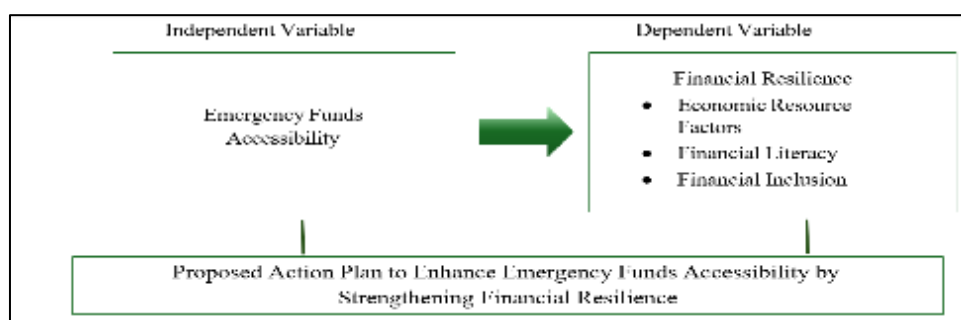 Independent Variable
Dependent Variable
Emergency Funds
Accessibility
Financial Resilience
• Economic Resource
Factors
• Financial Literacy
• Financial Inclusion
Proposed Action Plan to Enhance Emergency Funds Accessibility by
Strengthening Financial Resilience